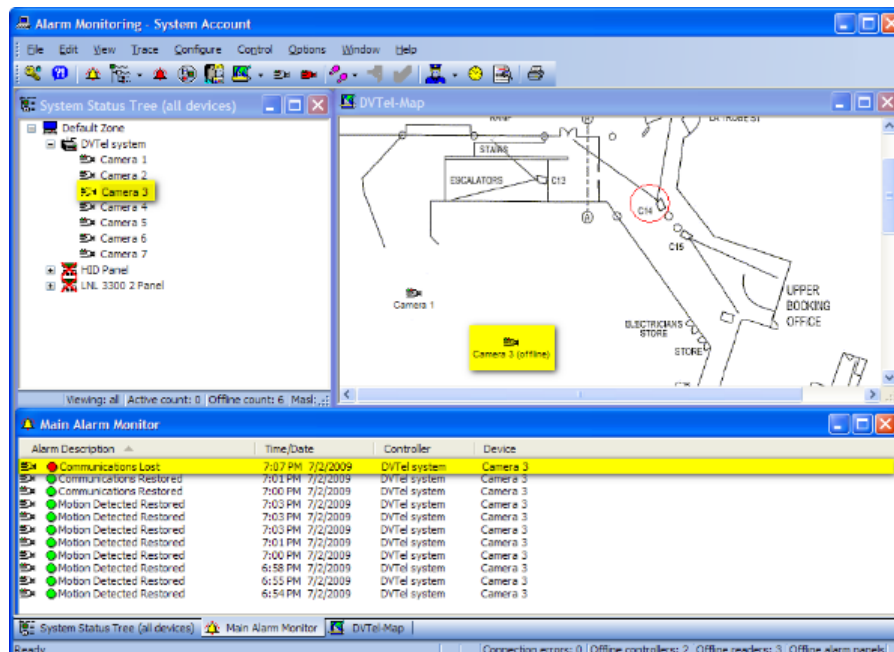 Alarm Monitoring - System Account
File Edit View Trace Configure Control Options Window Help
System Status Tree (all devices)
Default Zone
DVTel system
Camera 1
Camera 2
Camera 3
Camera 4
Camera 5
Camera 6
Camera 7
HID Panel
LNL 3300 2 Panel
Viewing: all Active count: 0 Offline count: 6
DVTel-Map
LATROBE ST
STAIRS
A
ESCALATORS
C13
C14
A
C15
Camera 1
UPPER
BOOKING
OFFICE
ELECTRICIANS
STORE
STORE
Camera 3 (offline)
Main Alarm Monitor
Alarm Description Time/Date Controller Device
Communications Lost 7:07 PM 7/2/2009 DVTel system Camera 3
Communications Restored 7:01 PM 7/2/2009 DVTel system Camera 3
Communications Restored 7:00 PM 7/2/2009 DVTel system Camera 3
Motion Detected Restored 7:03 PM 7/2/2009 DVTel system Camera 3
Motion Detected Restored 7:03 PM 7/2/2009 DVTel system Camera 3
Motion Detected Restored 7:03 PM 7/2/2009 DVTel system Camera 3
Motion Detected Restored 7:01 PM 7/2/2009 DVTel system Camera 3
Motion Detected Restored 7:00 PM 7/2/2009 DVTel system Camera 3
Motion Detected Restored 6:58 PM 7/2/2009 DVTel system Camera 3
Motion Detected Restored 6:55 PM 7/2/2009 DVTel system Camera 3
Motion Detected Restored 6:54 PM 7/2/2009 DVTel system Camera 3
System Status Tree (all devices) Main Alarm Monitor DVTel-Map
Ready Connection errors: 0 Offline controllers: 2 Offline readers: 3 Offline alarm panels